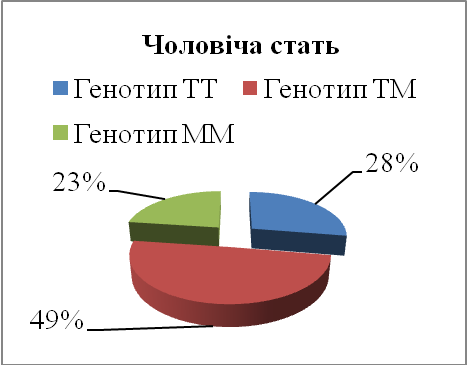 Чоловіча стать
Генотип ТТ Генотип ТМ
Генотип ММ
23%
28%
49%